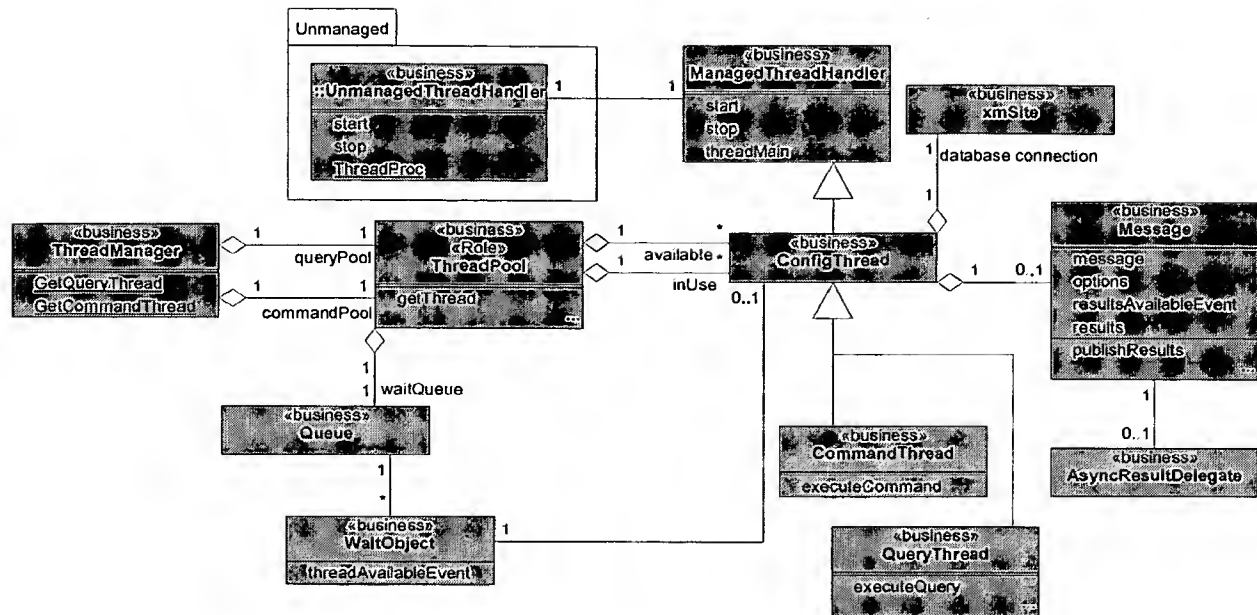 Unmanaged
«business»
::UnmanagedThreadHandler
start
stop
ThreadProc
1
1
«business»
ManagedThreadHandler
start
stop
threadMain
«business»
xmSite
1
database connection
1
«business»
ThreadManager
GetQueryThread
GetCommandThread
1
1
queryPool
1
1
commandPool
«business»
«Role»
ThreadPool
getThread
...
1
*
available
1
*
inUse
«business»
ConfigThread
0..1
1
0..1
«business»
Message
message
options
resultsAvailableEvent
results
publishResults
...
1
1
waitQueue
«business»
Queue
1
*
«business»
WaitObject
threadAvailableEvent
1
«business»
CommandThread
executeCommand
1
0..1
«business»
AsyncResultDelegate
«business»
QueryThread
executeQuery
...